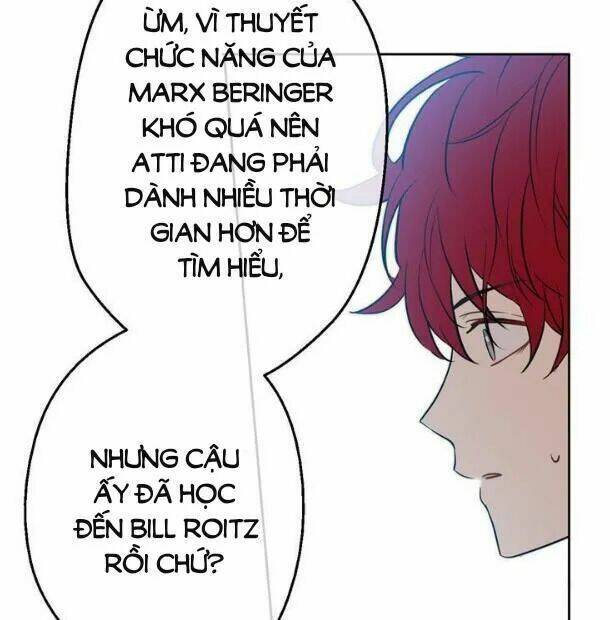 ỪM, VÌ THUYẾT
CHỨC NĂNG CỦA
MARX BERINGER
KHÓ QUÁ NÊN
ATTI ĐANG PHẢI
DÀNH NHIỀU THỜI
GIAN HƠN ĐỂ
TÌM HIỂU,
NHƯNG CẬU
ẤY ĐÃ HỌC
ĐẾN BILL ROITZ
RỒI CHỨ?